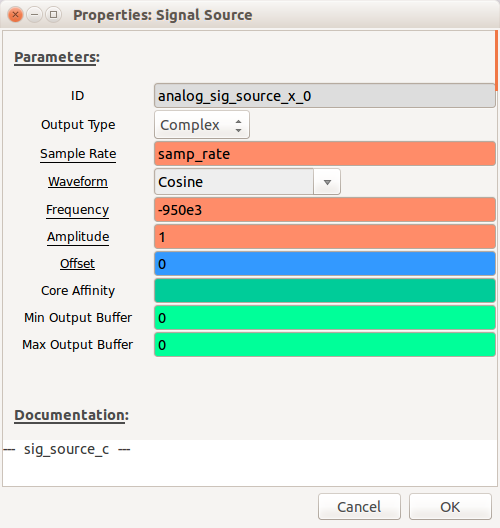 Properties: Signal Source
Parameters:
ID analog_sig_source_x_0
Output Type Complex
Sample Rate samp_rate
Waveform Cosine
Frequency -950e3
Amplitude 1
Offset 0
Core Affinity
Min Output Buffer 0
Max Output Buffer 0
Documentation:
--- sig_source_c ---
Cancel OK